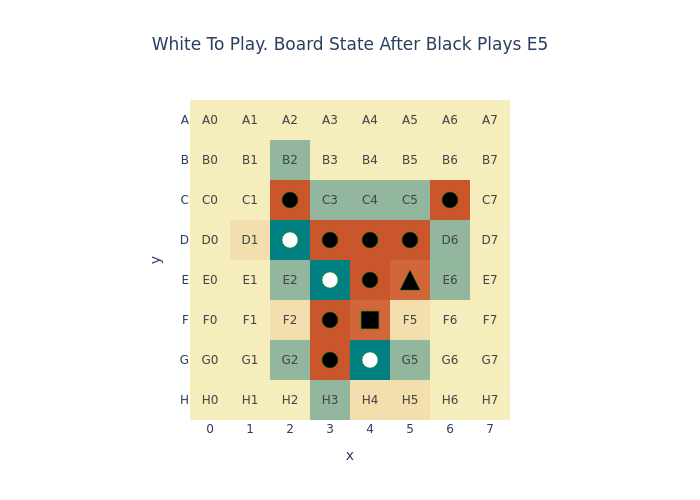 White To Play. Board State After Black Plays E5
A A0 A1 A2 A3 A4 A5 A6 A7
B B0 B1 B2 B3 B4 B5 B6 B7
C C0 C1 C3 C4 C5 C7
D D0 D1 D6 D7
y
E E0 E1 E2 E6 E7
F F0 F1 F2 F5 F6 F7
G G0 G1 G2 G5 G6 G7
H H0 H1 H2 H3 H4 H5 H6 H7
0 1 2 3 4 5 6 7
x